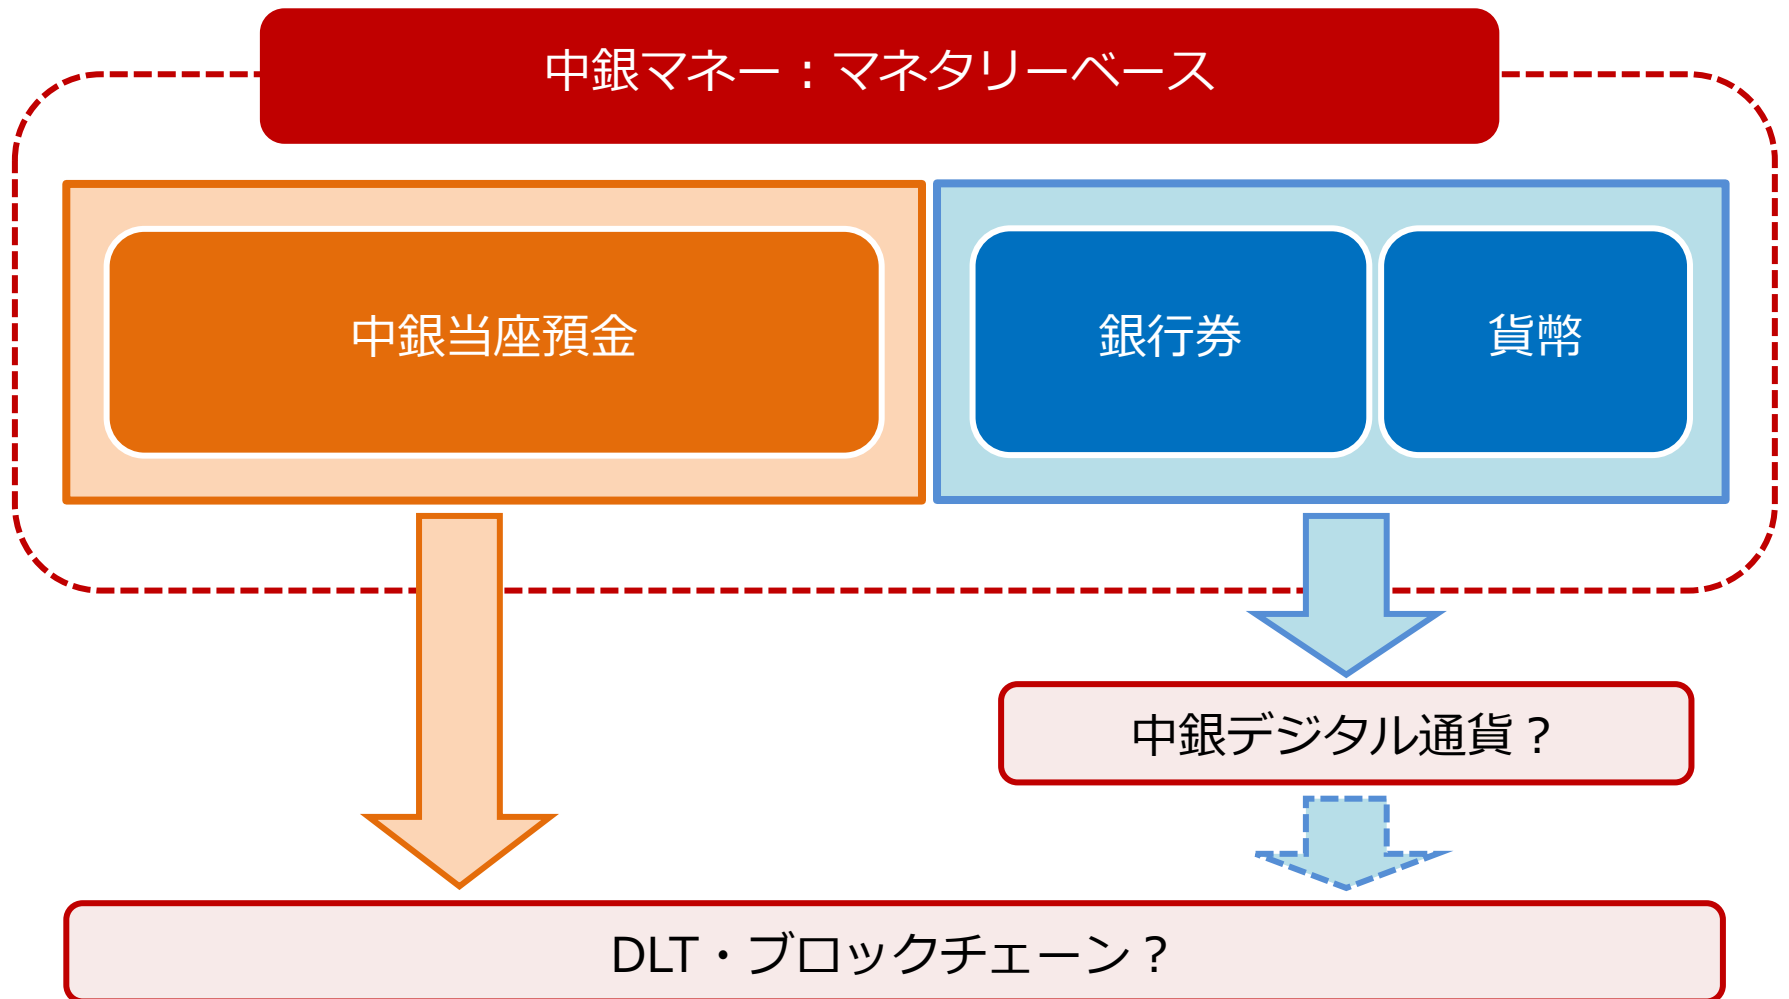 中銀マネー：マネタリーベース
中銀当座預金
銀行券
貨幣
中銀デジタル通貨？
DLT・ブロックチェーン？